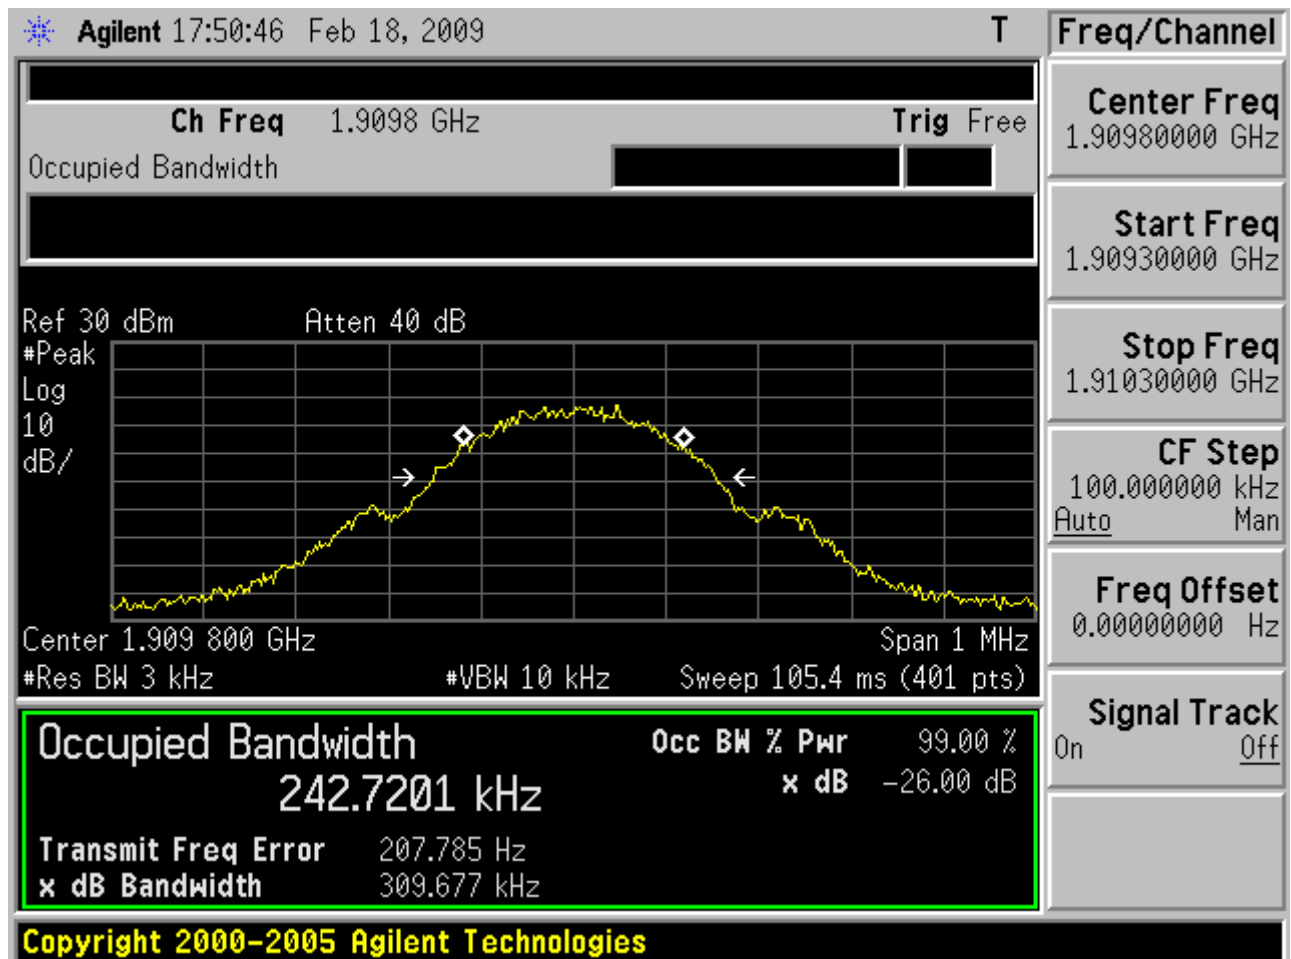 Agilent 17:50:46 Feb 18, 2009 T
Freq/Channel
Ch Freq 1.9098 GHz Trig Free
Occupied Bandwidth
Center Freq
1.90980000 GHz
Start Freq
1.90930000 GHz
Stop Freq
1.91030000 GHz
CF Step
100.000000 kHz
Auto Man
Freq Offset
0.00000000 Hz
Signal Track
On Off
Ref 30 dBm Atten 40 dB
#Peak
Log
10
dB/
Center 1.909 800 GHz Span 1 MHz
#Res BW 3 kHz #VBW 10 kHz Sweep 105.4 ms (401 pts)
Occupied Bandwidth
242.7201 kHz
Occ BW % Pwr 99.00 %
x dB -26.00 dB
Transmit Freq Error 207.785 Hz
x dB Bandwidth 309.677 kHz
Copyright 2000-2005 Agilent Technologies